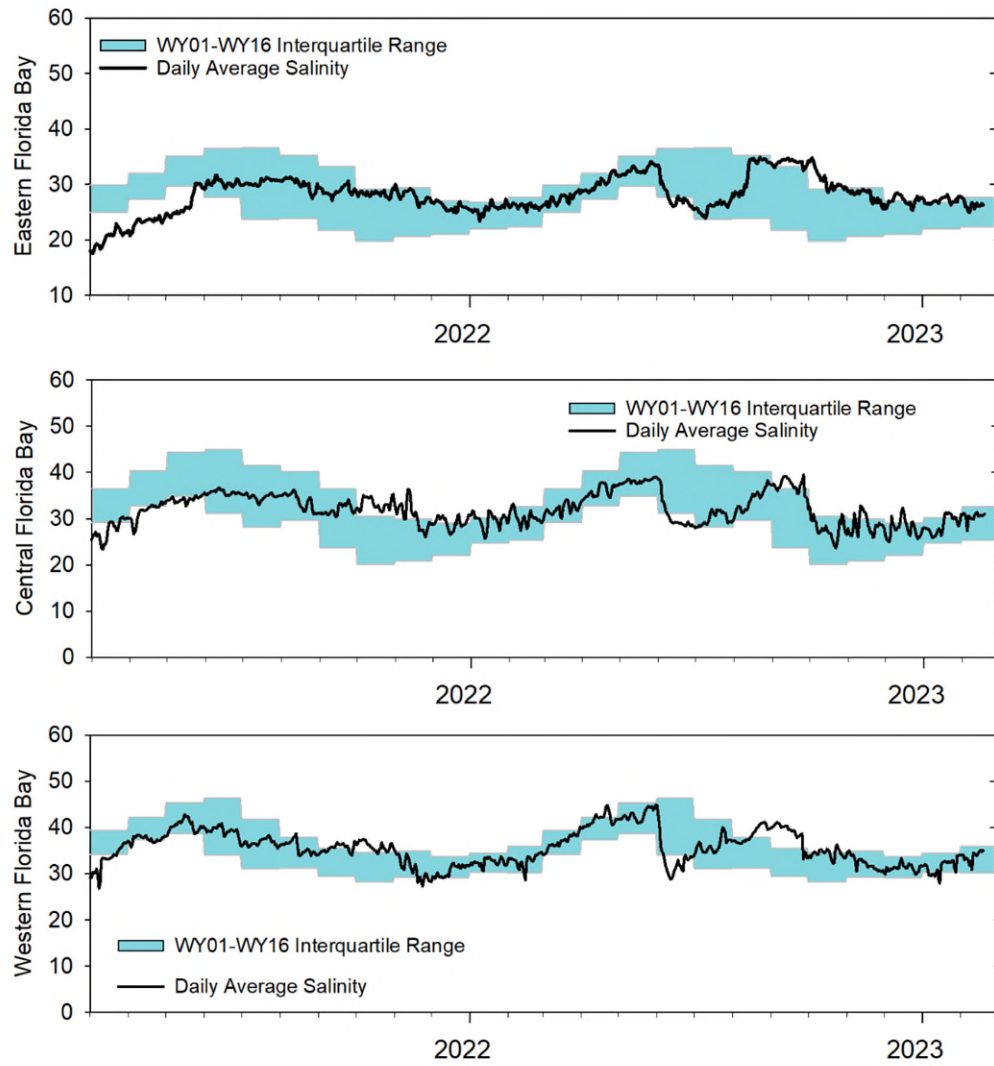 60
50
40
30
20
10
Eastern Florida Bay
WY01-WY16 Interquartile Range
Daily Average Salinity
2022
2023
60
50
40
30
20
10
0
Central Florida Bay
WY01-WY16 Interquartile Range
Daily Average Salinity
2022
2023
60
50
40
30
20
10
0
Western Florida Bay
WY01-WY16 Interquartile Range
Daily Average Salinity
2022
2023